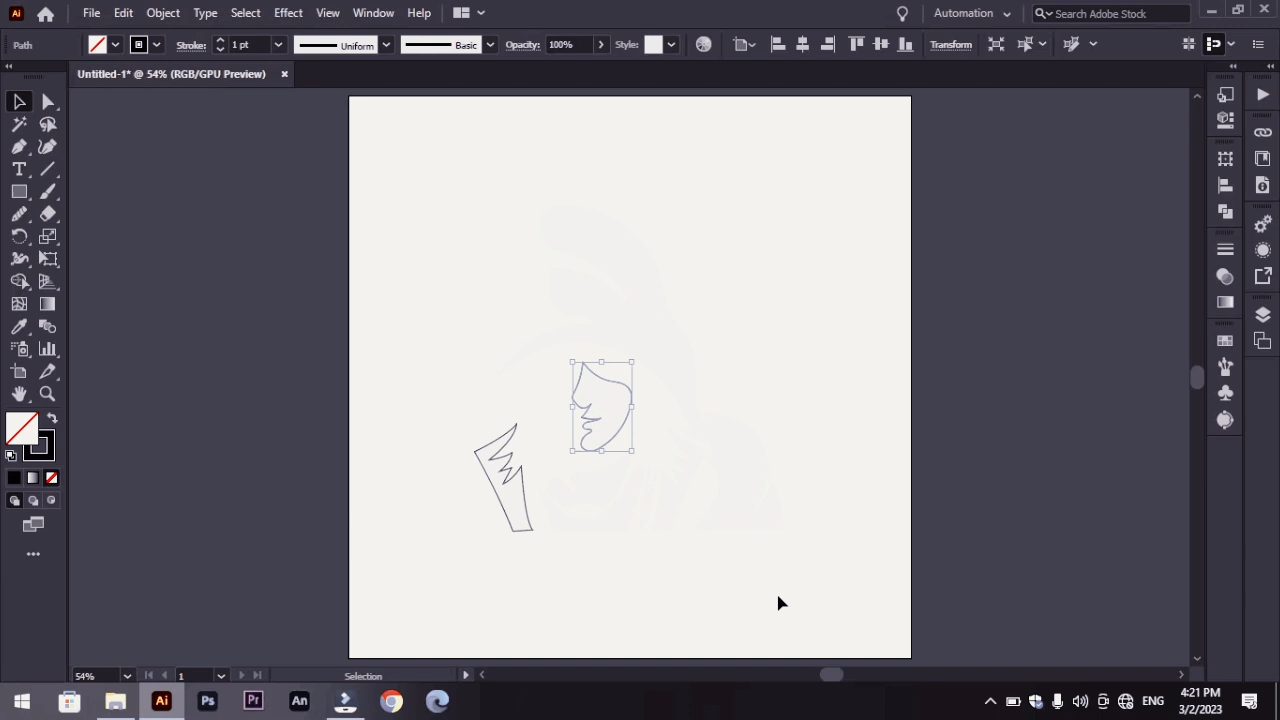 Ai File Edit Object Type Select Effect View Window Help Automation Search Adobe Stock
Path Stroke: 1 pt Uniform Basic Opacity: 100% Style: Transform
Untitled-1* @ 54% (RGB/GPU Preview)
54% 1 Selection
Ai Ps Pr An ENG 4:21 PM
3/2/2023